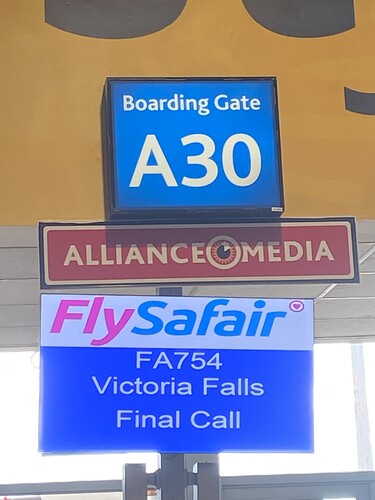 Boarding Gate
A30
ALLIANCE MEDIA
FlySafair
FA754
Victoria Falls
Final Call